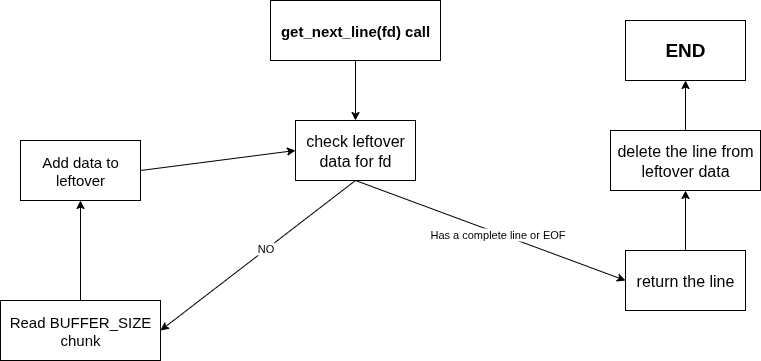 get_next_line(fd) call
END
check leftover
data for fd
delete the line from
leftover data
Add data to
leftover
NO
Has a complete line or EOF
return the line
Read BUFFER_SIZE
chunk